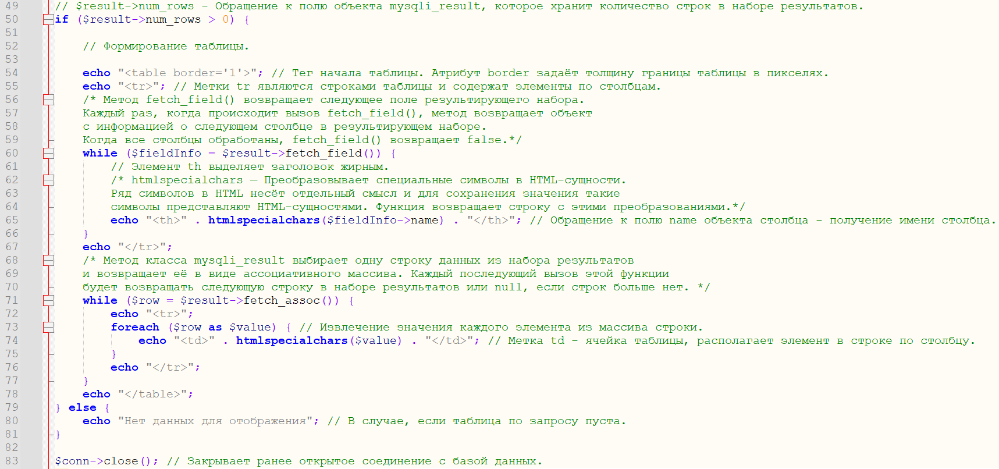 49 // $result->num_rows - Обращение к полю объекта mysqli_result, которое хранит количество строк в наборе результатов.
50 if ($result->num_rows > 0) {
51
52     // Формирование таблицы.
53
54     echo "<table border='1'>"; // Тег начала таблицы. Атрибут border задаёт толщину границы таблицы в пикселях.
55     echo "<tr>"; // Метки tr являются строками таблицы и содержат элементы по столбцам.
56     /* Метод fetch_field() возвращает следующее поле результирующего набора.
57     Каждый раз, когда происходит вызов fetch_field(), метод возвращает объект
58     с информацией о следующем столбце в результирующем наборе.
59     Когда все столбцы обработаны, fetch_field() возвращает false.*/
60     while ($fieldInfo = $result->fetch_field()) {
61         // Элемент th выделяет заголовок жирным.
62         /* htmlspecialchars — Преобразовывает специальные символы в HTML-сущности.
63         Ряд символов в HTML несёт отдельный смысл и для сохранения значения такие
64         символы представляют HTML-сущностями. Функция возвращает строку с этими преобразованиями.*/
65         echo "<th>" . htmlspecialchars($fieldInfo->name) . "</th>"; // Обращение к полю name объекта столбца - получение имени столбца.
66     }
67     echo "</tr>";
68     /* Метод класса mysqli_result выбирает одну строку данных из набора результатов
69     и возвращает её в виде ассоциативного массива. Каждый последующий вызов этой функции
70     будет возвращать следующую строку в наборе результатов или null, если строк больше нет. */
71     while ($row = $result->fetch_assoc()) {
72         echo "<tr>";
73         foreach ($row as $value) { // Извлечение значения каждого элемента из массива строки.
74             echo "<td>" . htmlspecialchars($value) . "</td>"; // Метка td - ячейка таблицы, располагает элемент в строке по столбцу.
75         }
76         echo "</tr>";
77     }
78     echo "</table>";
79 } else {
80     echo "Нет данных для отображения"; // В случае, если таблица по запросу пуста.
81 }
82
83 $conn->close(); // Закрывает ранее открытое соединение с базой данных.